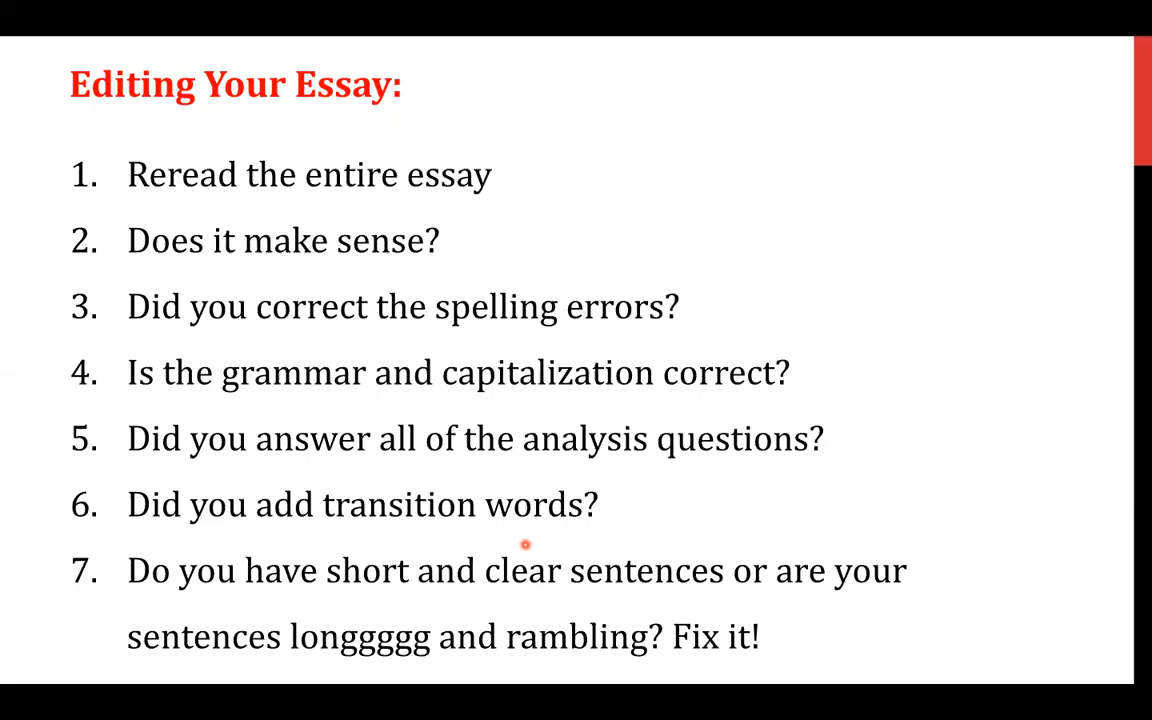 Editing Your Essay:
1. Reread the entire essay
2. Does it make sense?
3. Did you correct the spelling errors?
4. Is the grammar and capitalization correct?
5. Did you answer all of the analysis questions?
6. Did you add transition words?
7. Do you have short and clear sentences or are your
sentences longgggg and rambling? Fix it!